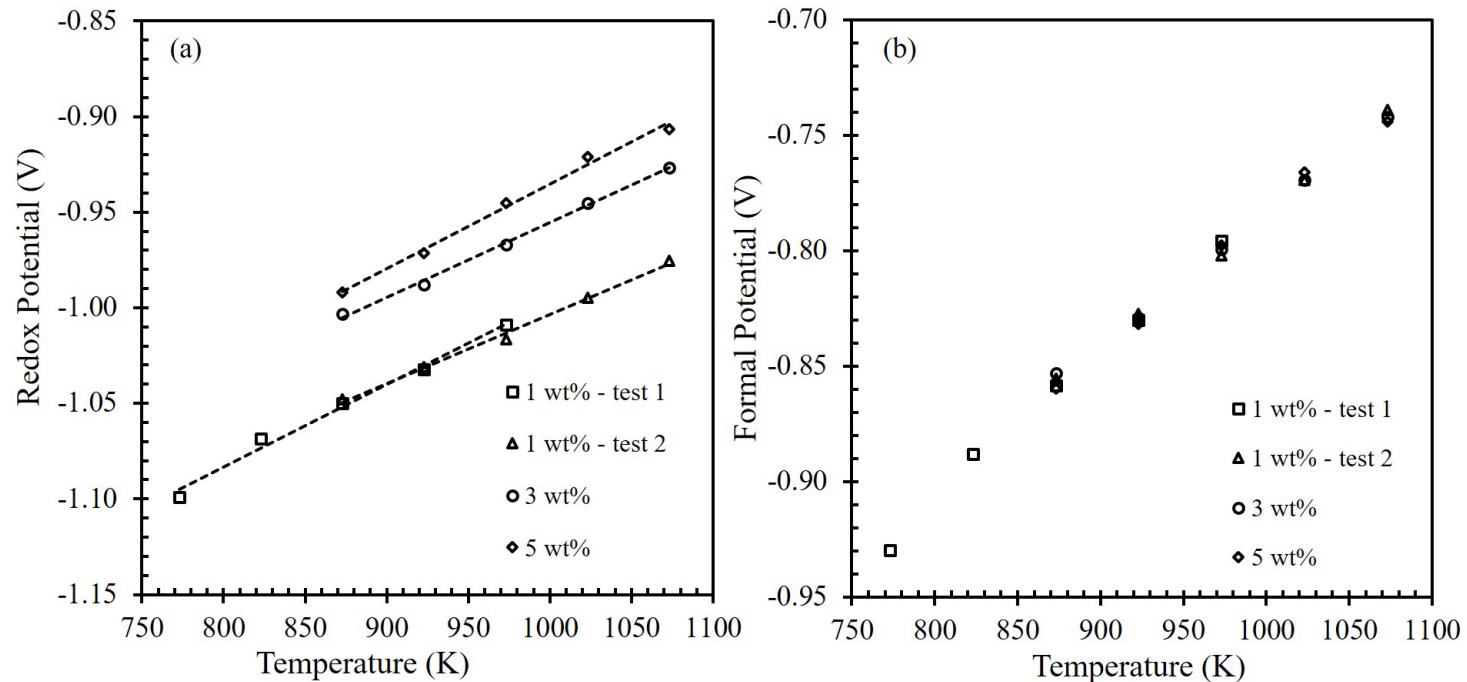 (a)
Redox Potential (V)
-0.85
-0.90
-0.95
-1.00
-1.05
-1.10
-1.15
1 wt% - test 1
1 wt% - test 2
3 wt%
5 wt%
750 800 850 900 950 1000 1050 1100
Temperature (K)
(b)
Formal Potential (V)
-0.70
-0.75
-0.80
-0.85
-0.90
-0.95
1 wt% - test 1
1 wt% - test 2
3 wt%
5 wt%
750 800 850 900 950 1000 1050 1100
Temperature (K)